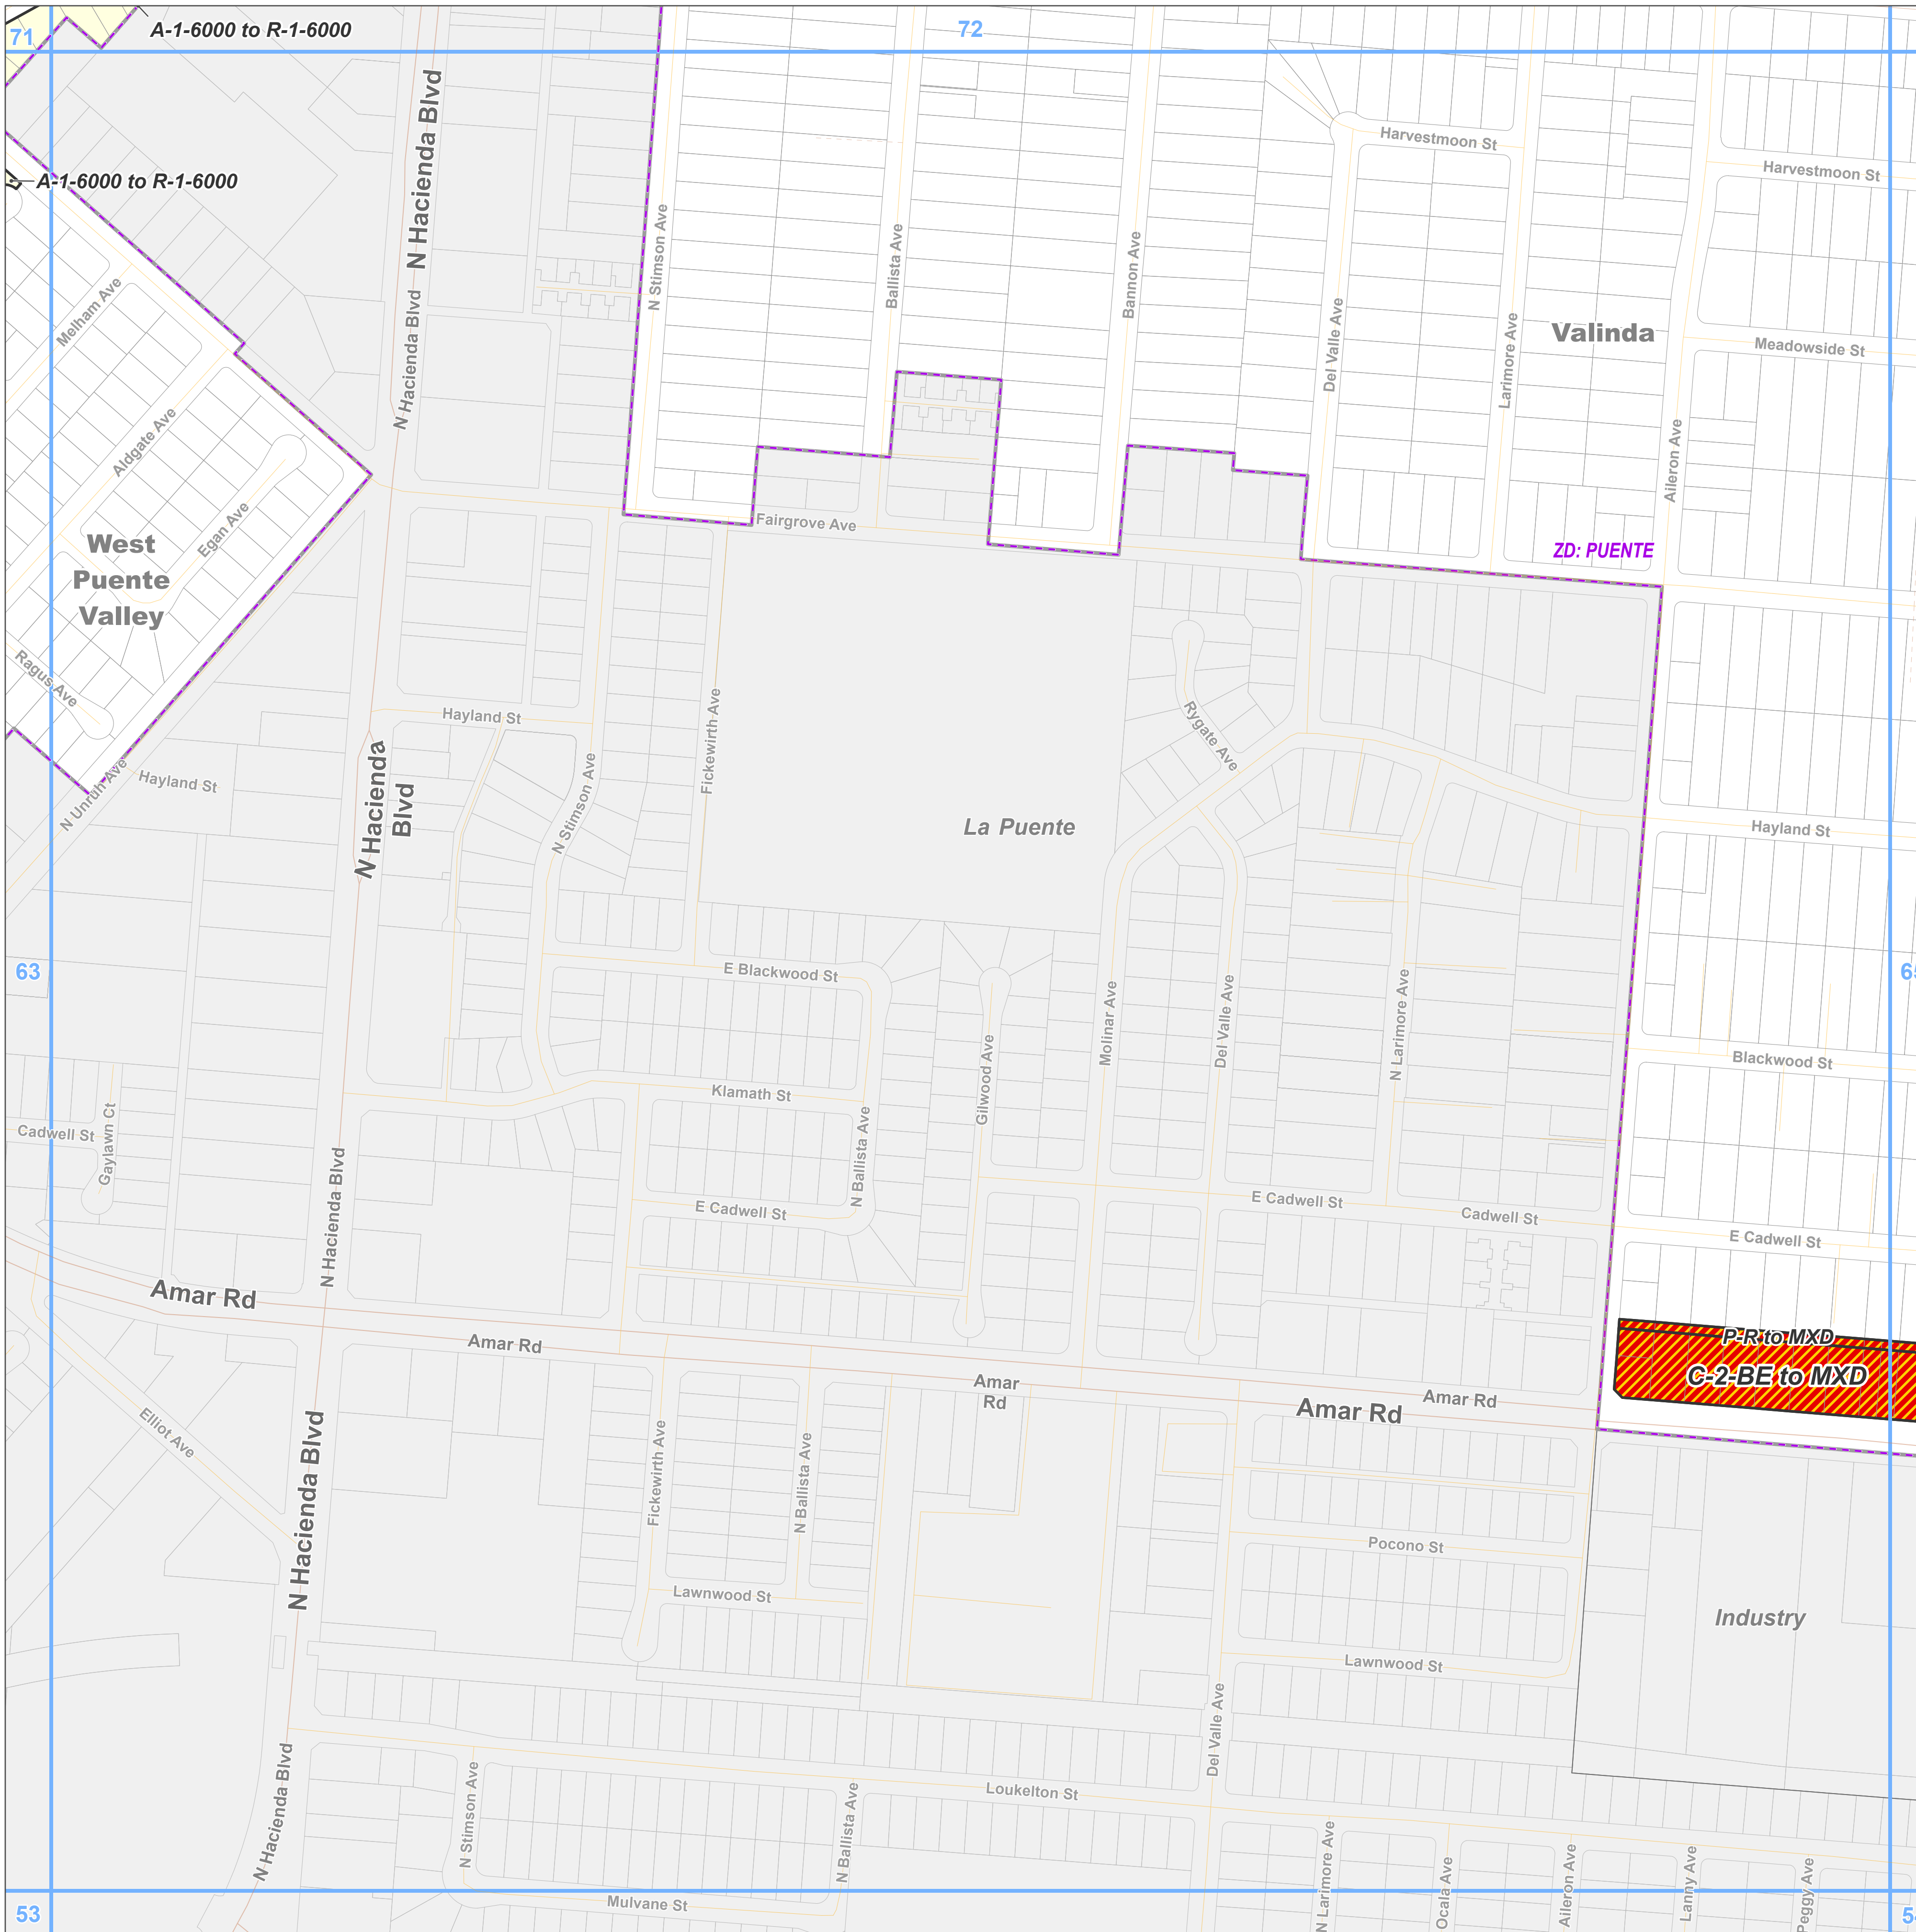 71
A-1-6000 to R-1-6000
72
N Hacienda Blvd
N Hacienda Blvd
Harvestmoon St
Harvestmoon St
A-1-6000 to R-1-6000
N Hacienda Blvd
N Stimson Ave
Ballista Ave
Bannon Ave
Del Valle Ave
Larimore Ave
Valinda
Meadowside St
Melham Ave
Aldgate Ave
Egan Ave
Aileron Ave
West
Puente
Valley
Fairgrove Ave
ZD: PUENTE
Ragus Ave
N Unruh Ave
Hayland St
Hayland St
N Hacienda
Blvd
N Stimson Ave
Fickewirth Ave
Rygate Ave
La Puente
Hayland St
63
E Blackwood St
Gilwood Ave
Molinar Ave
Del Valle Ave
N Larimore Ave
Blackwood St
Klamath St
Cadwell St
Gaylawn Ct
N Hacienda Blvd
N Ballista Ave
E Cadwell St
E Cadwell St
Cadwell St
E Cadwell St
Amar Rd
Amar Rd
Amar
Rd
Amar Rd
Amar Rd
P-R to MXD
C-2-BE to MXD
Elliot Ave
N Hacienda Blvd
Fickewirth Ave
N Ballista Ave
Pocono St
Lawnwood St
Lawnwood St
Industry
Del Valle Ave
N Hacienda Blvd
N Stimson Ave
N Ballista Ave
Loukelton St
Mulvane St
N Larimore Ave
Ocala Ave
Aileron Ave
Lanny Ave
Peggy Ave
53